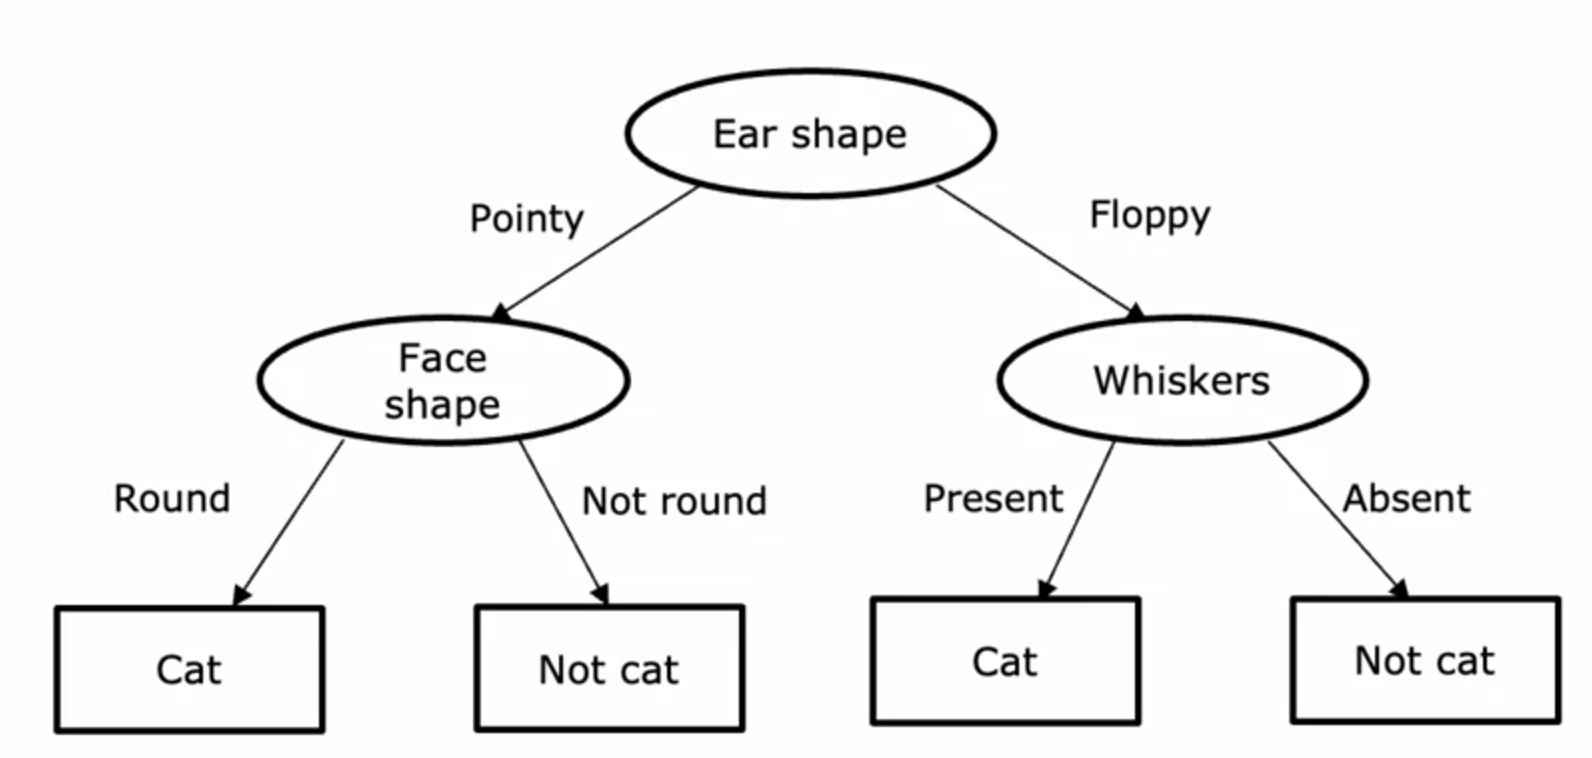 Ear shape
Pointy
Floppy
Face
shape
Whiskers
Round
Not round
Present
Absent
Cat
Not cat
Cat
Not cat